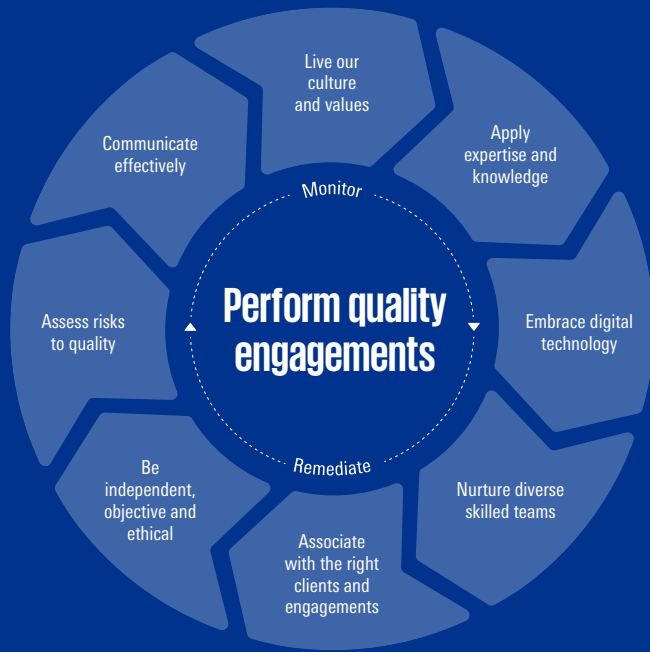 Live our
culture
and values
Apply
expertise and
knowledge
Embrace digital
technology
Nurture diverse
skilled teams
Associate
with the right
clients and
engagements
Be
independent,
objective and
ethical
Assess risks
to quality
Communicate
effectively
Monitor
Perform quality
engagements
Remediate